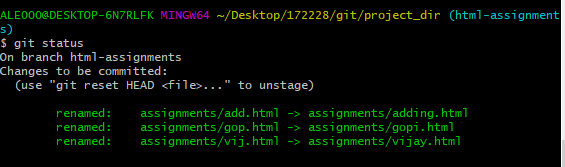 ALEOOO@DESKTOP-6N7RLFK MINGW64 ~/Desktop/172228/git/project_dir (html-assignment
s)
$ git status
On branch html-assignments
Changes to be committed:
  (use "git reset HEAD <file>..." to unstage)
        renamed:    assignments/add.html -> assignments/adding.html
        renamed:    assignments/gop.html -> assignments/gopi.html
        renamed:    assignments/vij.html -> assignments/vijay.html